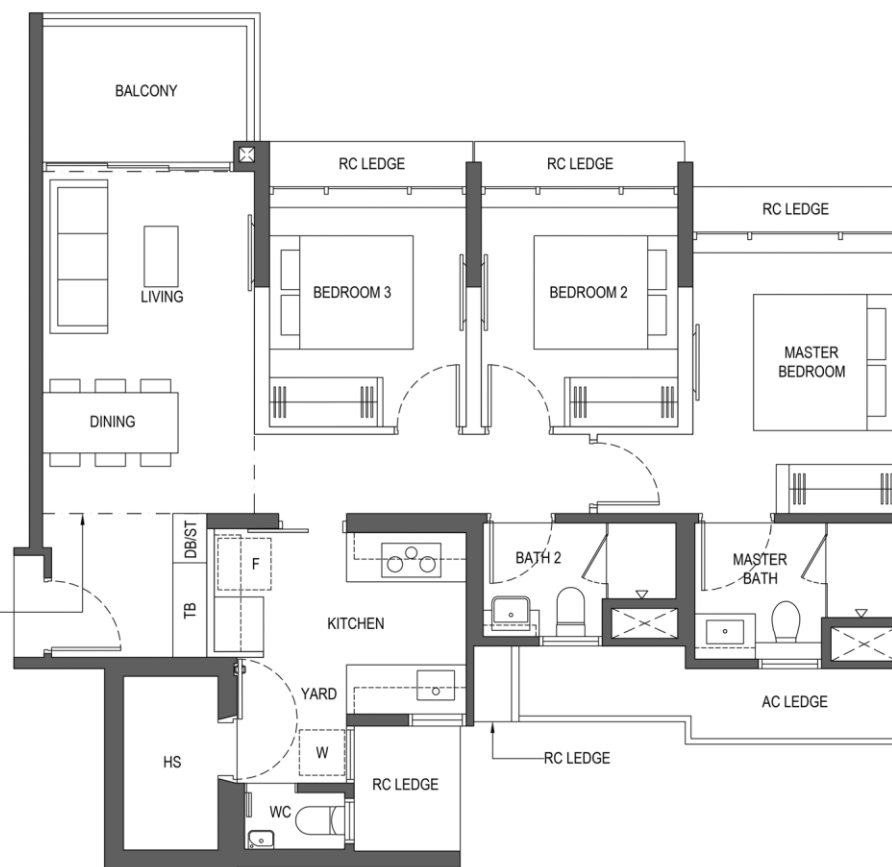 BALCONY
RC LEDGE
RC LEDGE
RC LEDGE
LIVING
BEDROOM 3
BEDROOM 2
MASTER
BEDROOM
DINING
DB/ST
F
TB
KITCHEN
BATH 2
MASTER
BATH
YARD
AC LEDGE
HS
W
RC LEDGE
RC LEDGE
WC